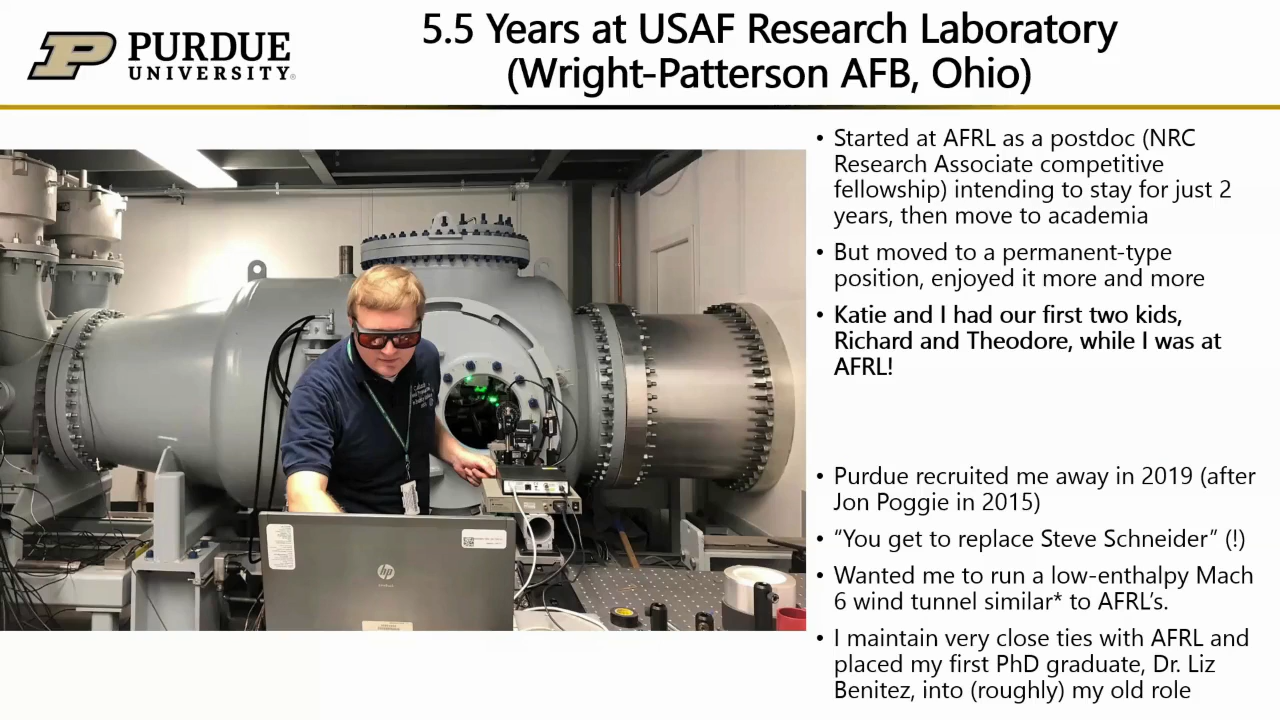 PURDUE
UNIVERSITY
5.5 Years at USAF Research Laboratory
(Wright-Patterson AFB, Ohio)
• Started at AFRL as a postdoc (NRC
Research Associate competitive
fellowship) intending to stay for just 2
years, then move to academia
• But moved to a permanent-type
position, enjoyed it more and more
• Katie and I had our first two kids,
Richard and Theodore, while I was at
AFRL!
• Purdue recruited me away in 2019 (after
Jon Poggie in 2015)
• “You get to replace Steve Schneider” (!)
• Wanted me to run a low-enthalpy Mach
6 wind tunnel similar* to AFRL’s.
• I maintain very close ties with AFRL and
placed my first PhD graduate, Dr. Liz
Benitez, into (roughly) my old role
hp